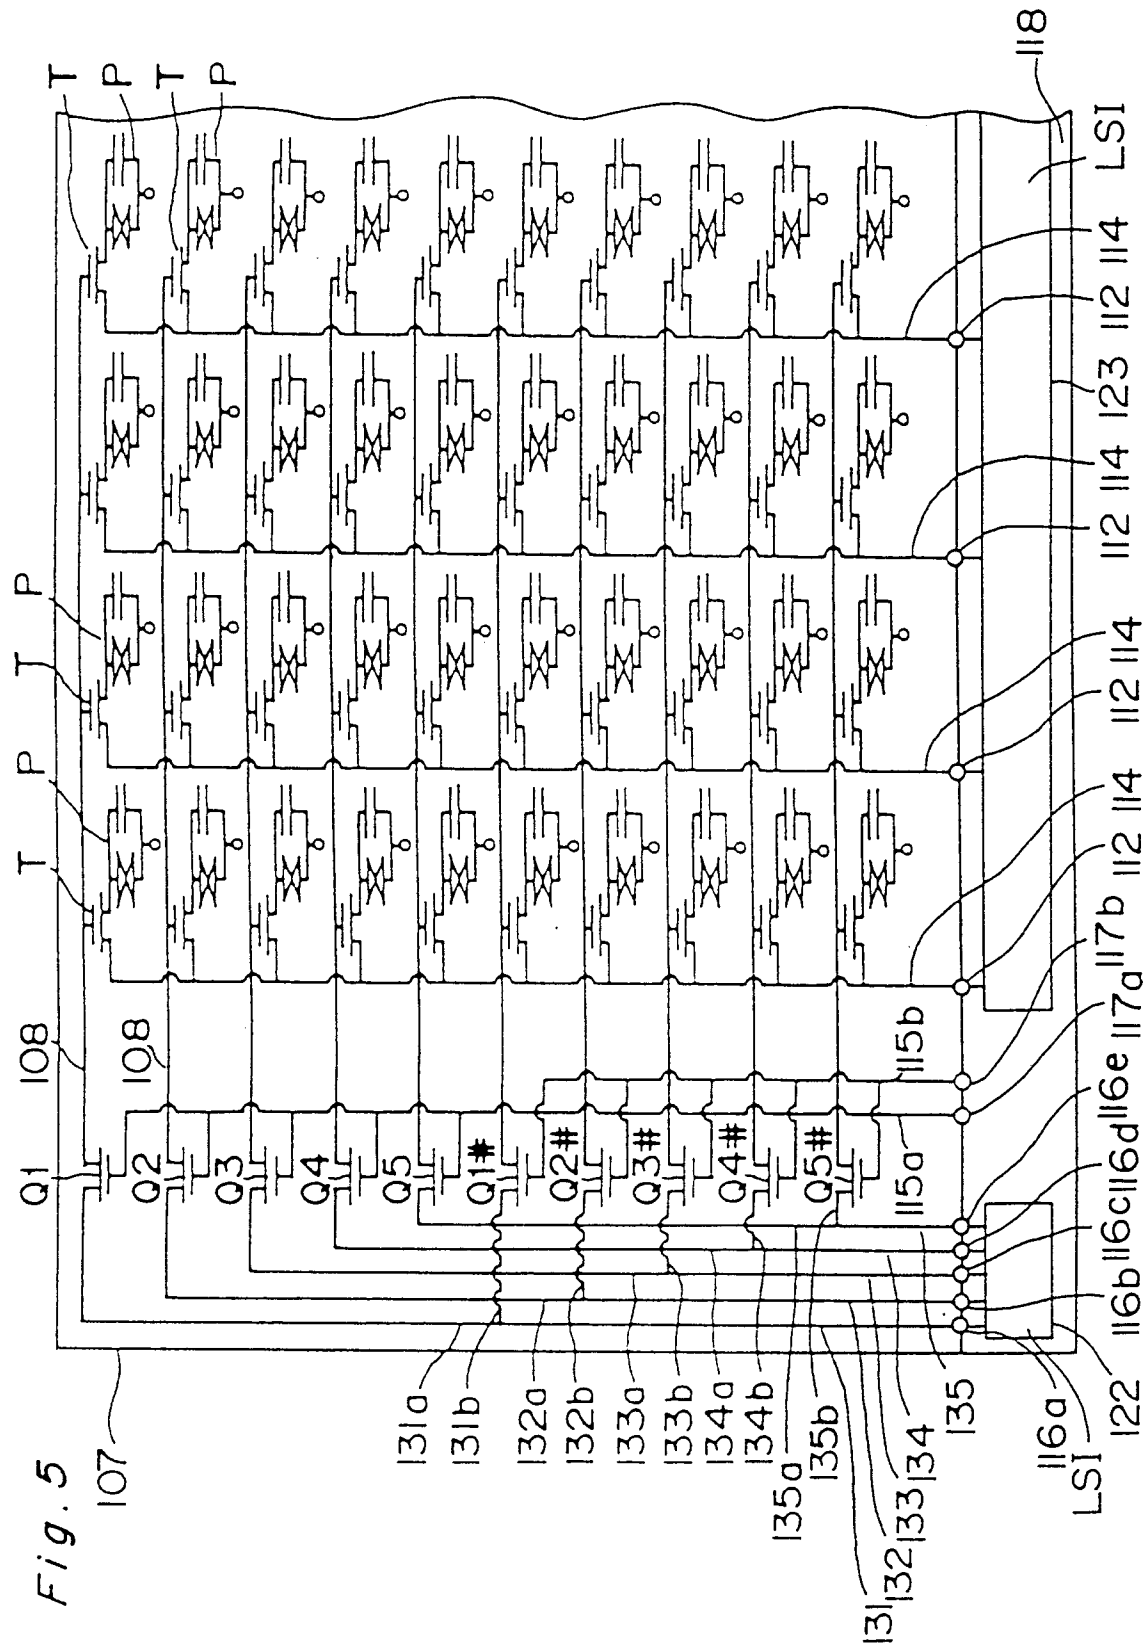 Fig. 5
107
108
108
T
P
T
P
T
P
T
P
Q1
Q2
Q3
Q4
Q5
Q1#
Q2#
Q3#
Q4#
Q5#
115a
115b
131a
131b
132a
132b
133a
133b
134a
134b
135a
135b
131
132
133
134
135
116a
LSI
122
116b
116c
116d
116e
117a
117b
112
114
112
114
112
114
112
114
123
LSI
118